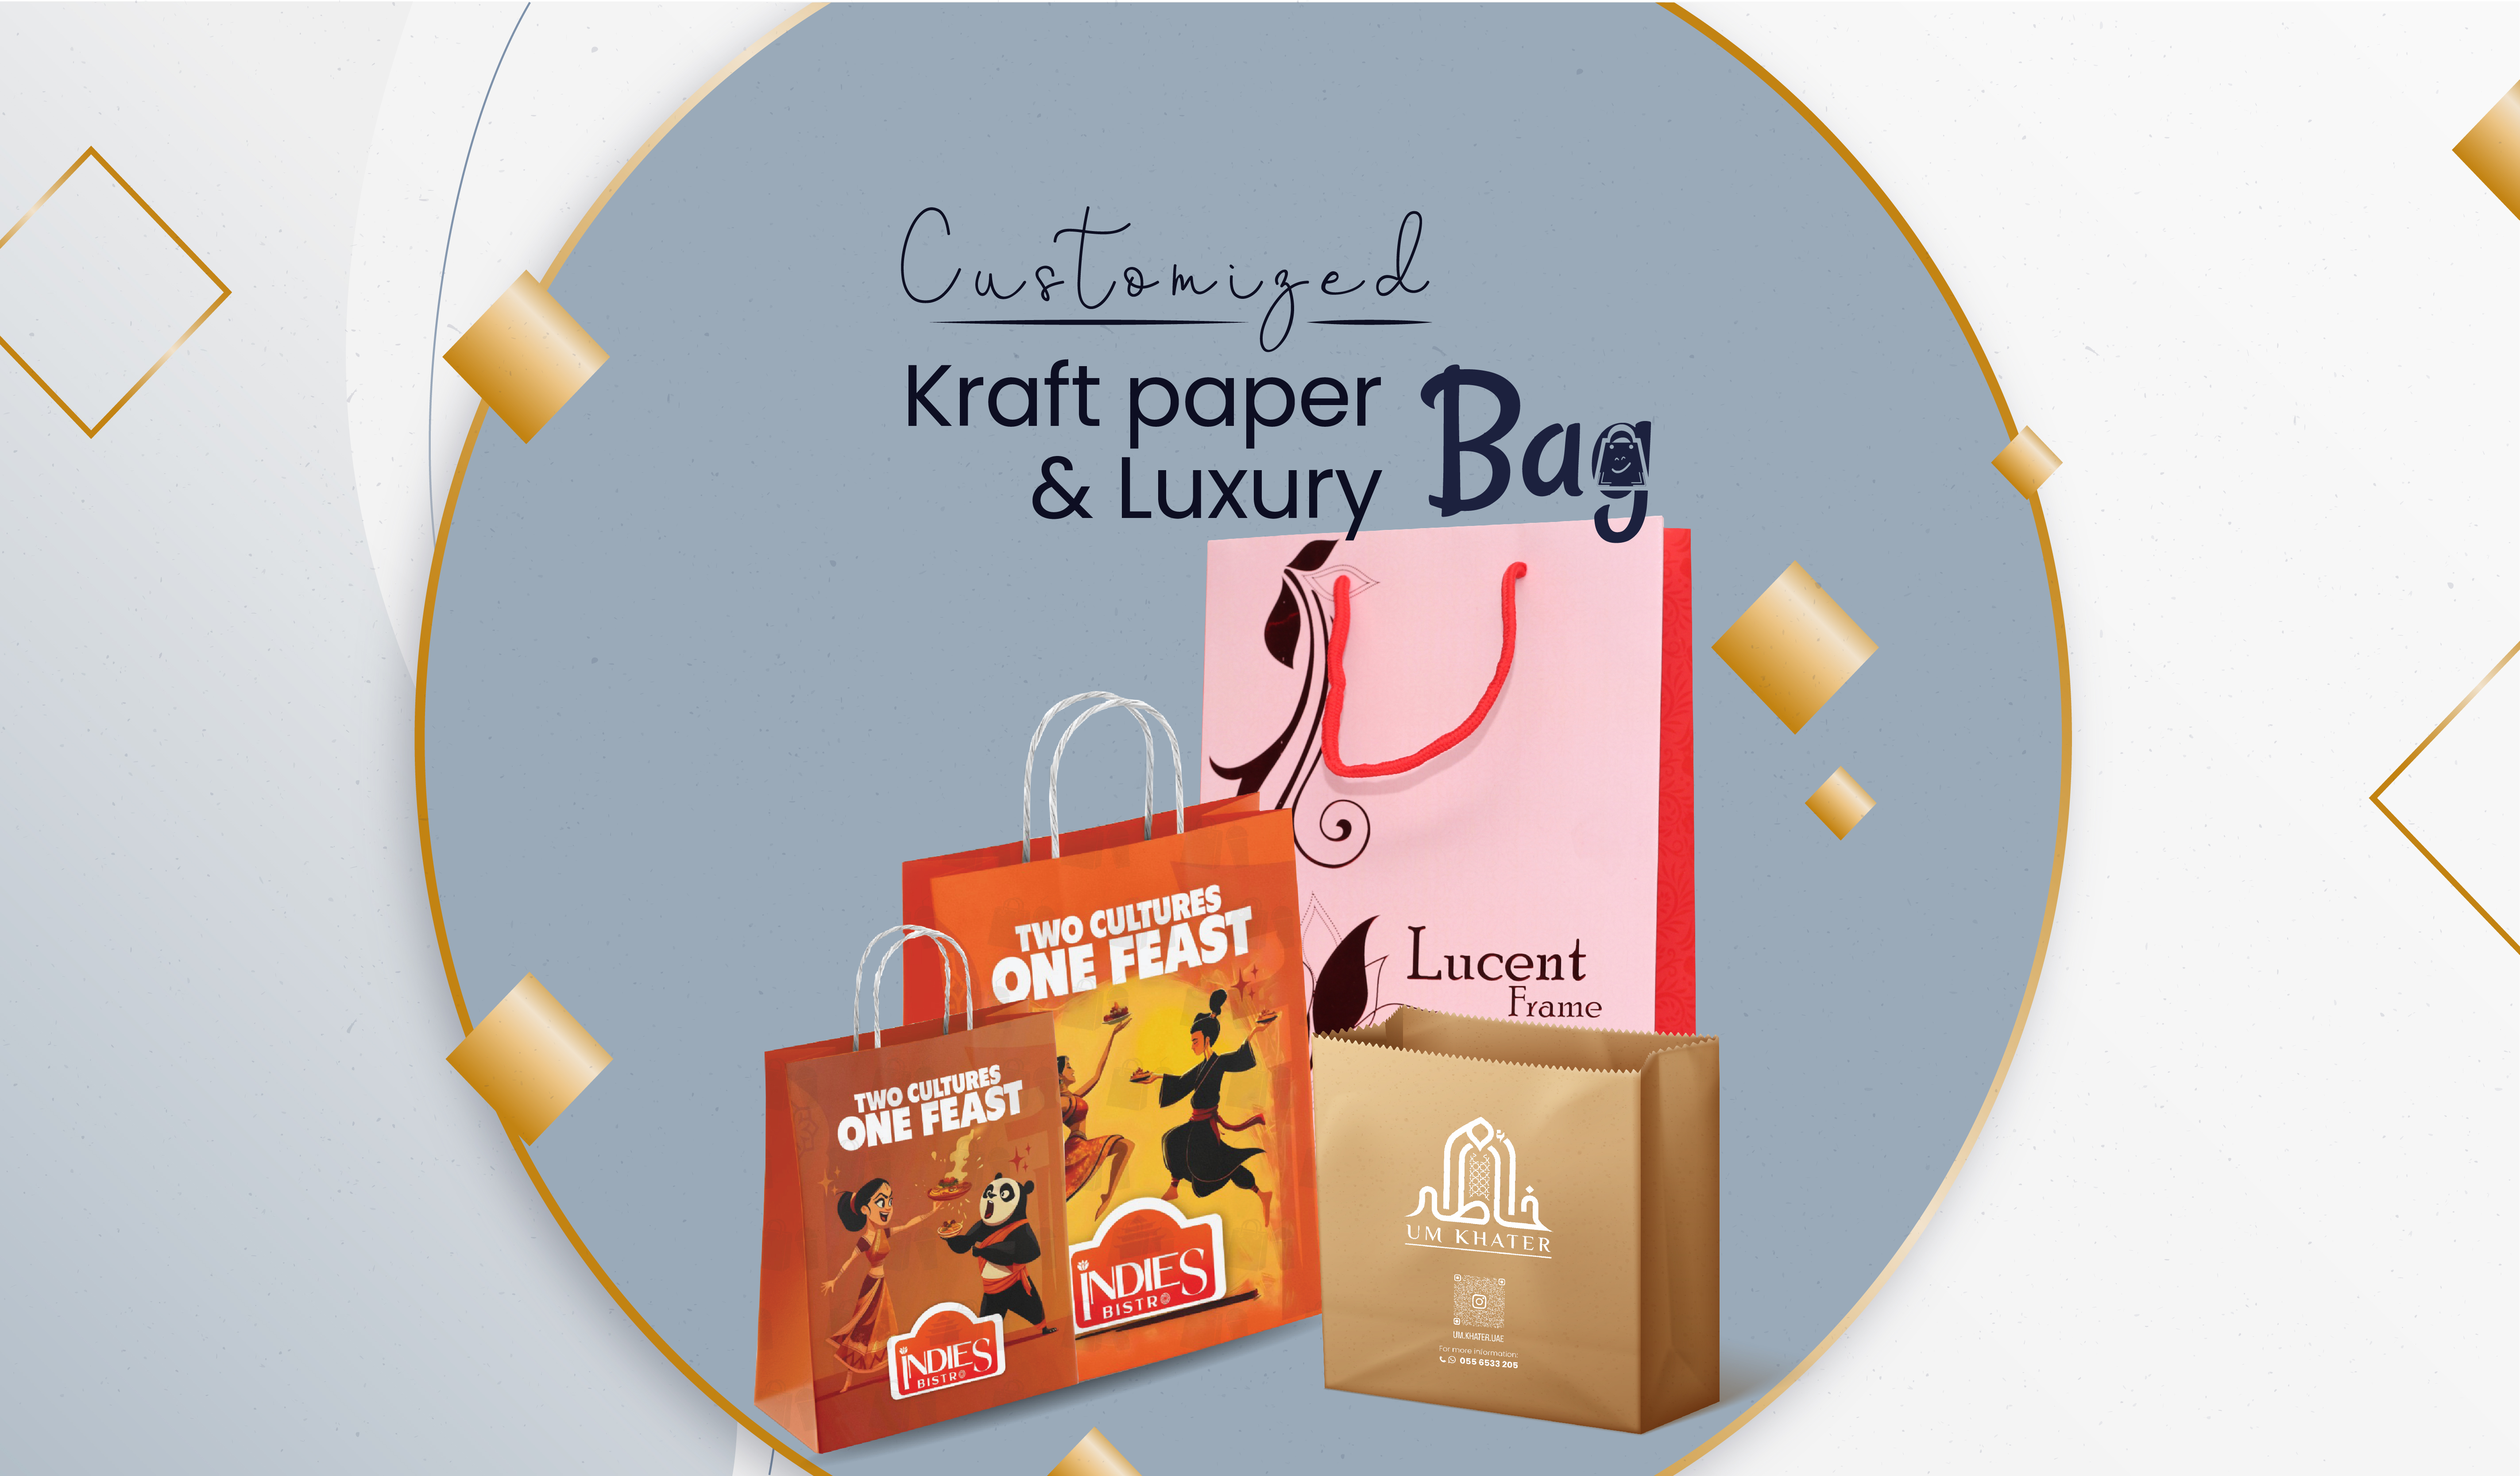 Customized
Kraft paper
& Luxury
Bag
Lucent
Frame
TWO CULTURES
ONE FEAST
INDIES
BISTRO
TWO CULTURES
ONE FEAST
INDIES
BISTRO
خاطر
UM KHATER
UM.KHATER.UAE
For more information:
055 6533 205